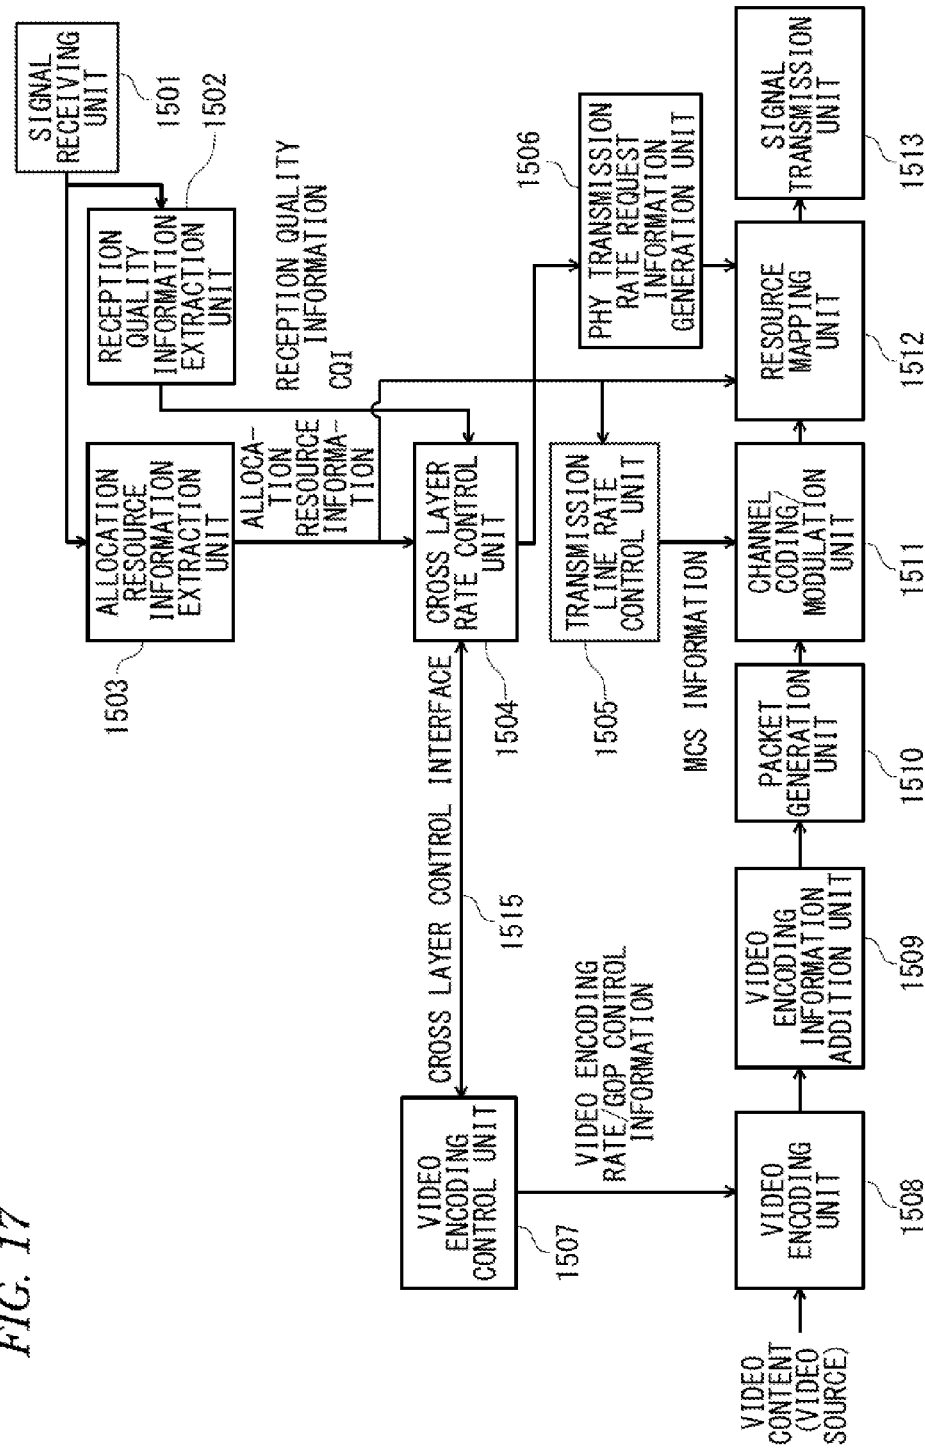 FIG. 17
SIGNAL
RECEIVING
UNIT
1501
RECEPTION
QUALITY
INFORMATION
EXTRACTION
UNIT
1502
RECEPTION QUALITY
INFORMATION
CQI
ALLOCATION
RESOURCE
INFORMATION
EXTRACTION
UNIT
1503
ALLOCA-
TION
RESOURCE
INFORMA-
TION
CROSS LAYER
RATE CONTROL
UNIT
1504
CROSS LAYER CONTROL INTERFACE
1515
VIDEO
ENCODING
CONTROL UNIT
1507
VIDEO ENCODING
RATE/GOP CONTROL
INFORMATION
PHY TRANSMISSION
RATE REQUEST
INFORMATION
GENERATION UNIT
1506
TRANSMISSION
LINE RATE
CONTROL UNIT
1505
MCS INFORMATION
VIDEO
CONTENT
(VIDEO
SOURCE)
VIDEO
ENCODING
UNIT
1508
VIDEO
ENCODING
INFORMATION
ADDITION UNIT
1509
PACKET
GENERATION
UNIT
1510
CHANNEL
CODING/
MODULATION
UNIT
1511
RESOURCE
MAPPING
UNIT
1512
SIGNAL
TRANSMISSION
UNIT
1513